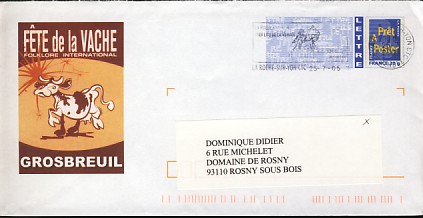 FÊTE de la VACHE
FOLKLORE INTERNATIONAL
GROSBREUIL
LETTRE
Prêt
À
Poster
FRANCE
DOMINIQUE DIDIER
6 RUE MICHELET
DOMAINE DE ROSNY
93110 ROSNY SOUS BOIS
x